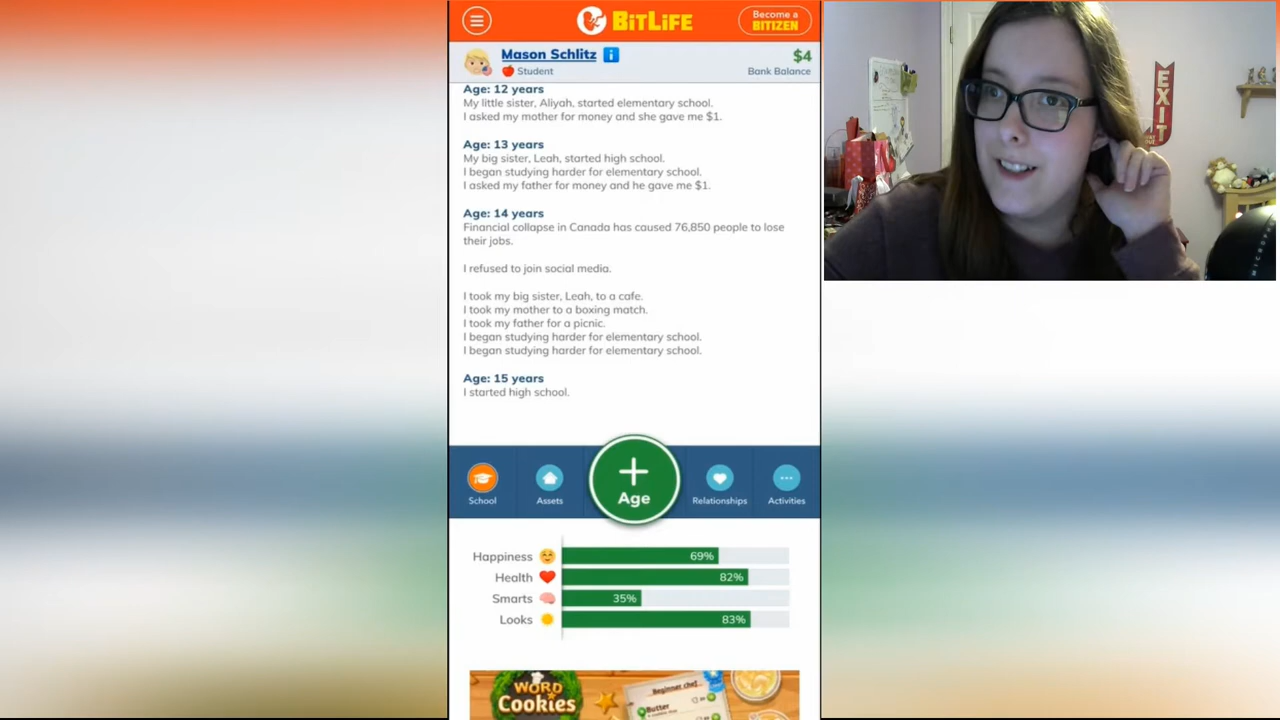 BITLIFE
Become a
BITIZEN
Mason Schlitz
Student
$4
Bank Balance
Age: 12 years
My little sister, Aliyah, started elementary school.
I asked my mother for money and she gave me $1.
Age: 13 years
My big sister, Leah, started high school.
I began studying harder for elementary school.
I asked my father for money and he gave me $1.
Age: 14 years
Financial collapse in Canada has caused 76,850 people to lose
their jobs.
I refused to join social media.
I took my big sister, Leah, to a cafe.
I took my mother to a boxing match.
I took my father for a picnic.
I began studying harder for elementary school.
I began studying harder for elementary school.
Age: 15 years
I started high school.
School
Assets
Age
Relationships
Activities
Happiness 69%
Health 82%
Smarts 35%
Looks 83%
WORD
Cookies
Beginner chef
Butter
EXIT